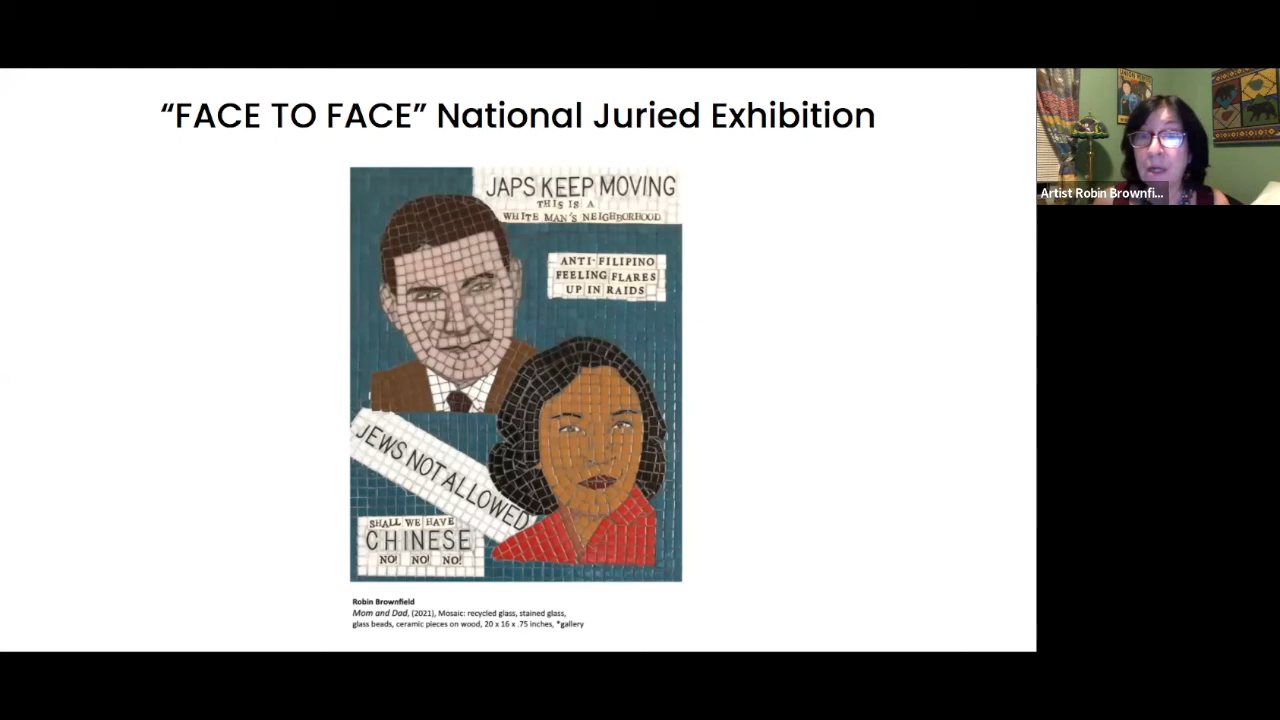 “FACE TO FACE” National Juried Exhibition
JAPS KEEP MOVING
THIS IS A
WHITE MAN'S NEIGHBORHOOD
ANTI-FILIPINO
FEELING FLARES
UP IN RAIDS
JEWS NOT ALLOWED
SHALL WE HAVE
CHINESE
NO! NO! NO!
Robin Brownfield
Mom and Dad, (2021), Mosaic: recycled glass, stained glass,
glass beads, ceramic pieces on wood, 20 x 16 x .75 inches, *gallery
Artist Robin Brownfi...